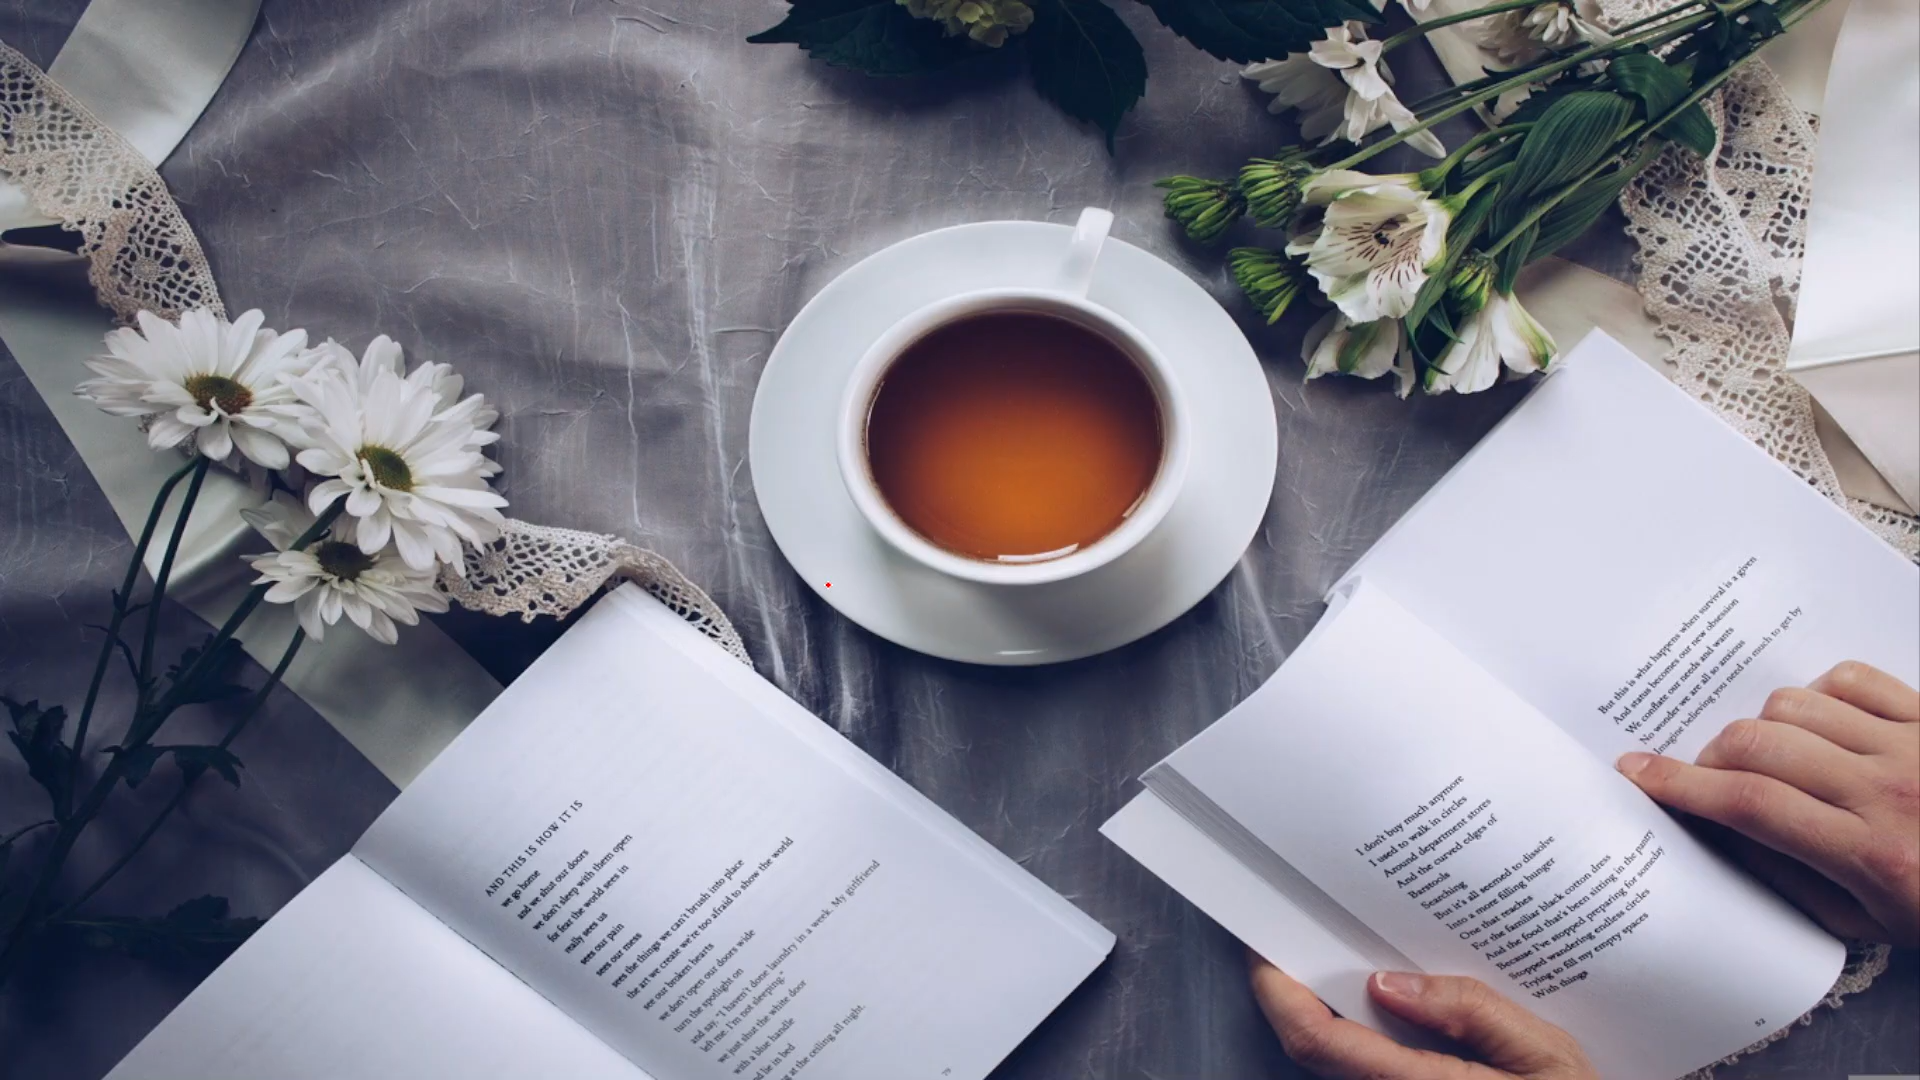 AND THIS IS HOW IT IS
we go home
and we shut our doors
we don't sleep with them open
for fear the world sees in
really sees us
sees our pain
sees our mess
sees the things we can't brush into place
the art we create we're too afraid to show the world
see our broken hearts
we don't open our doors wide
turn the spotlight on
and say, "I haven't done laundry in a week. My girlfriend
left me. I'm not sleeping."
we just shut the white door
with a blue handle
and lie in bed
at the ceiling all night.
79
I don't buy much anymore
I used to walk in circles
Around department stores
And the curved edges of
Barstools
Searching
But it's all seemed to dissolve
Into a more filling hunger
One that reaches
For the familiar black cotton dress
And the food that's been sitting in the pantry
Because I've stopped preparing for someday
Stopped wandering endless circles
Trying to fill my empty spaces
With things
52
But this is what happens when survival is a given
And status becomes our new obsession
We conflate our needs and wants
No wonder we are all so anxious
Imagine believing you need so much to get by